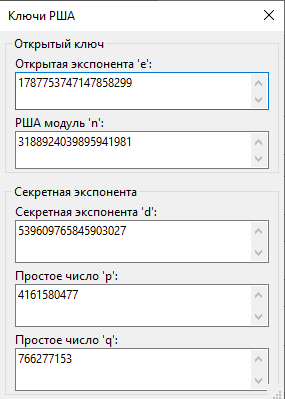 Ключи РША
Открытый ключ
Открытая экспонента 'e':
1787753747147858299
РША модуль 'n':
3188924039895941981
Секретная экспонента
Секретная экспонента 'd':
539609765845903027
Простое число 'p':
4161580477
Простое число 'q':
766277153